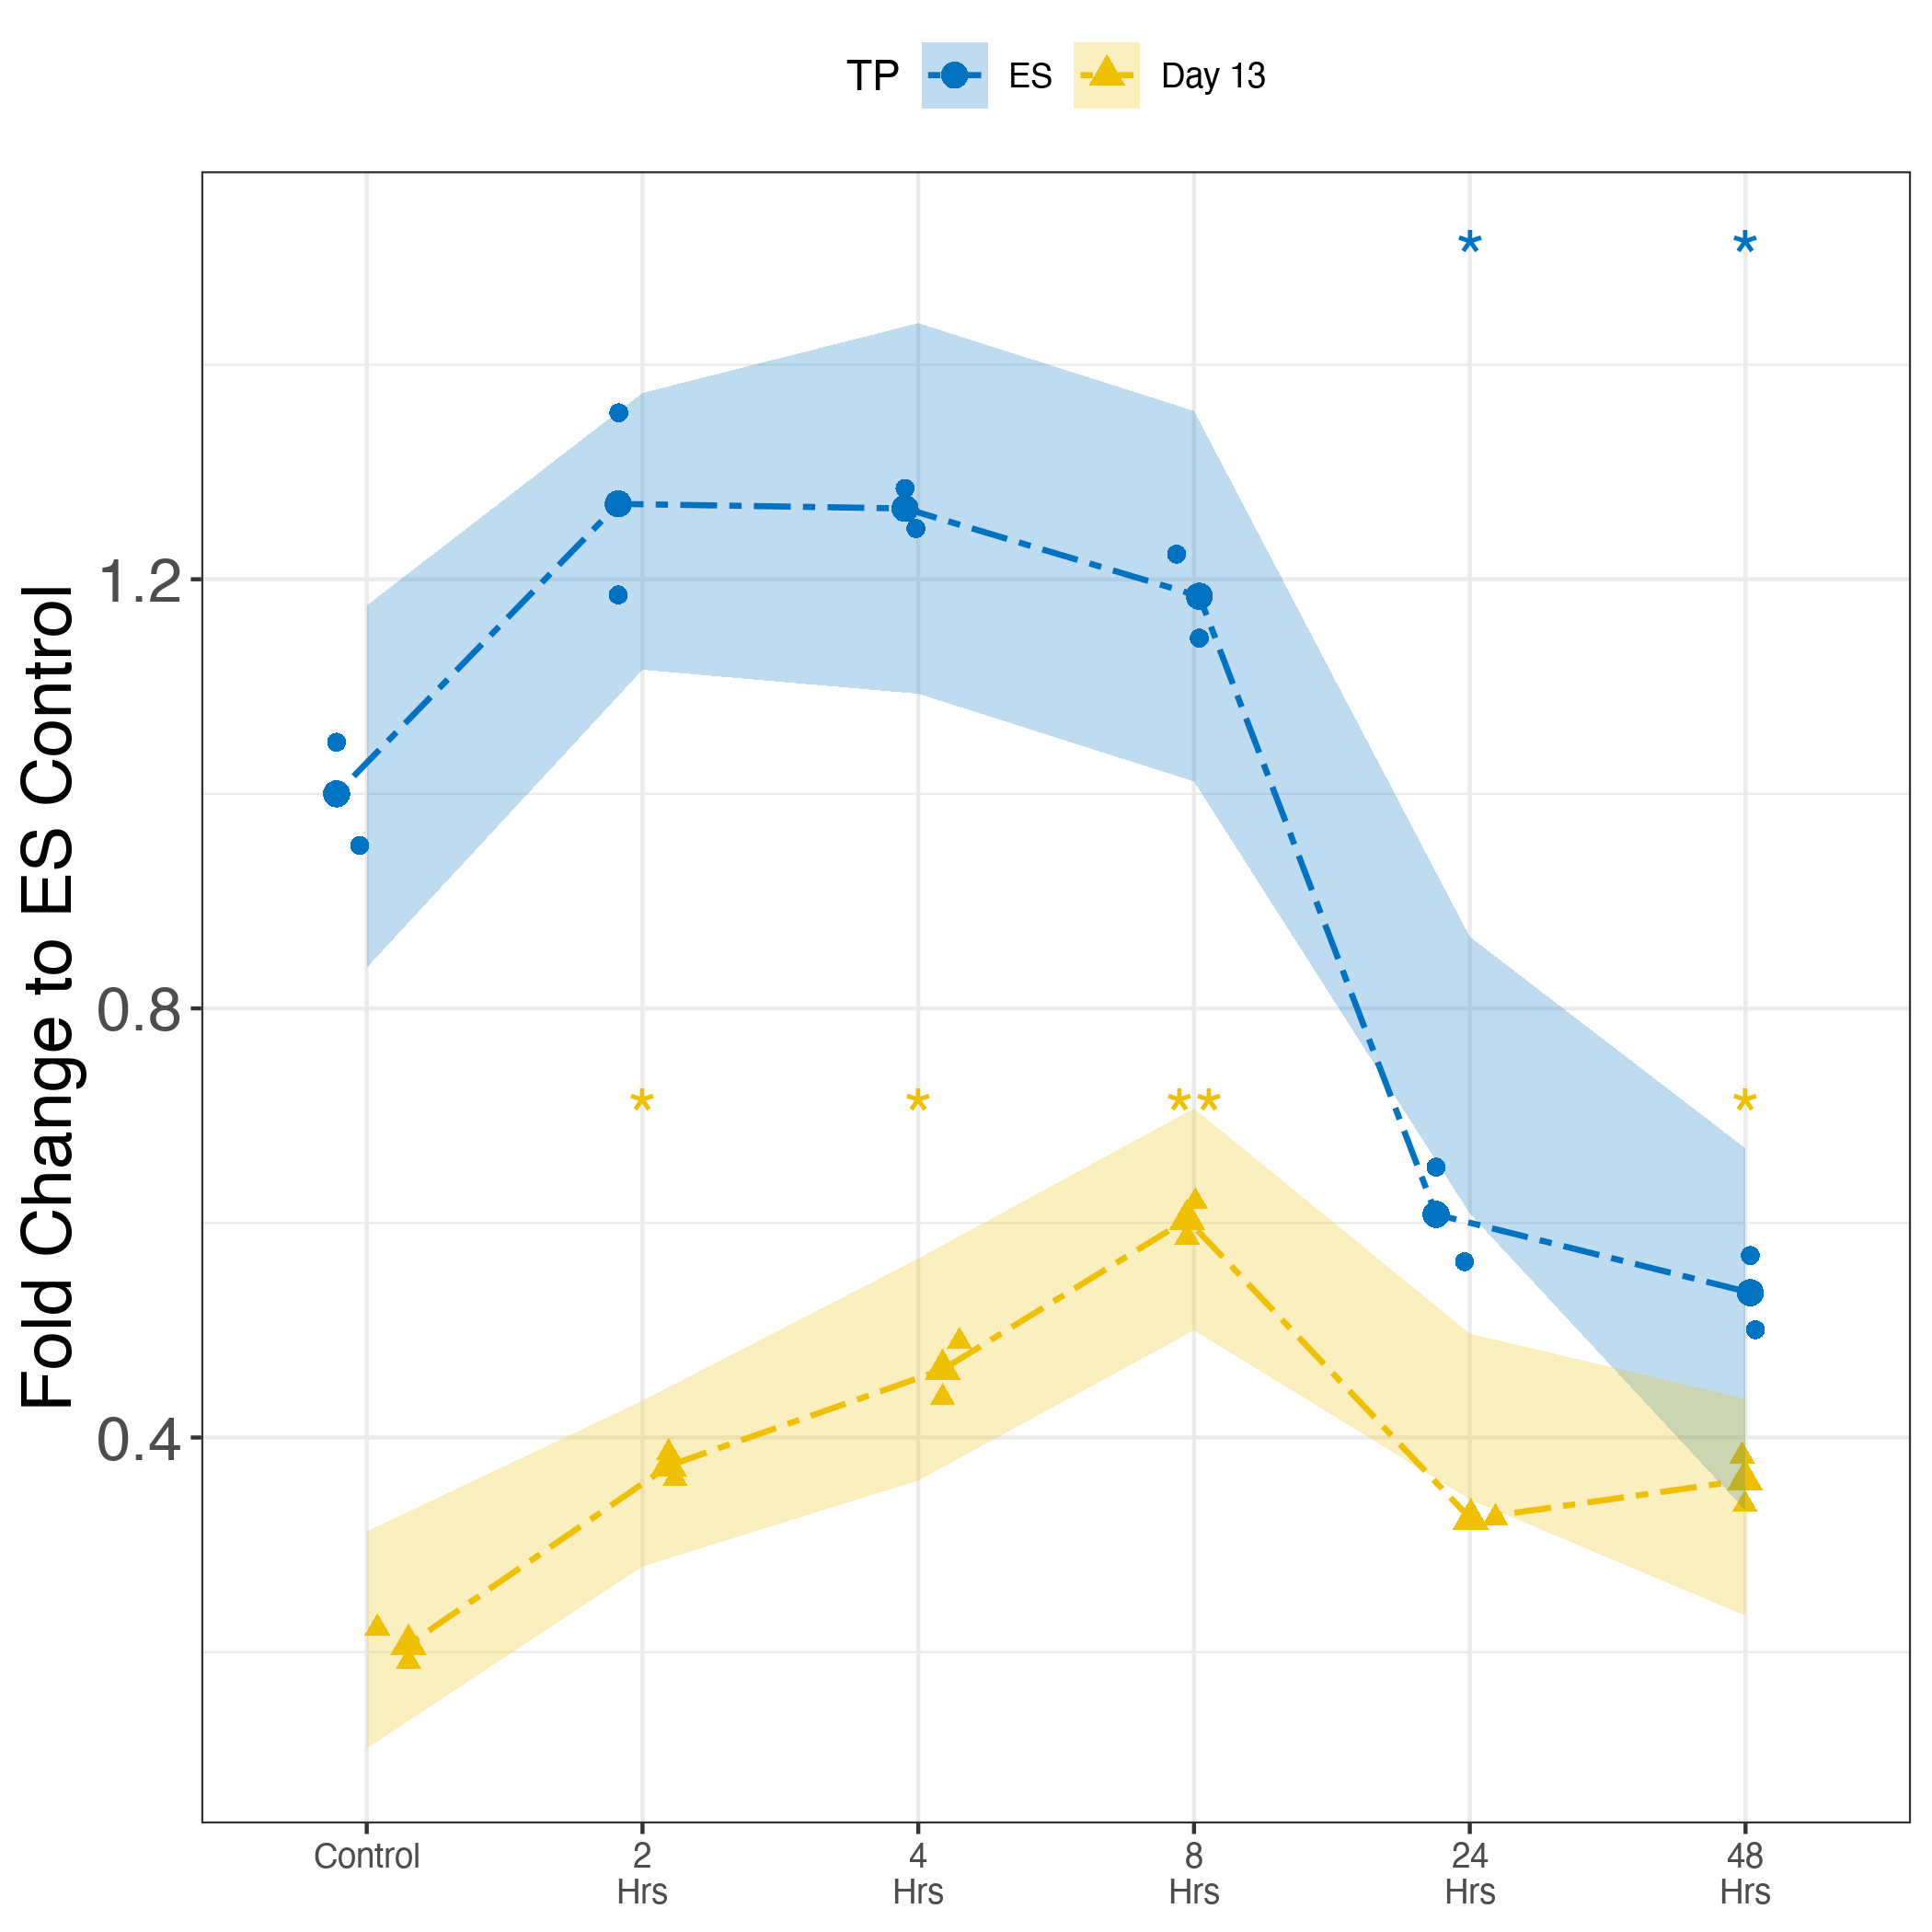 TP ES Day 13
* *
1.2
Fold Change to ES Control
0.8
* * ** *
0.4
Control 2 4 8 24 48
Hrs Hrs Hrs Hrs Hrs